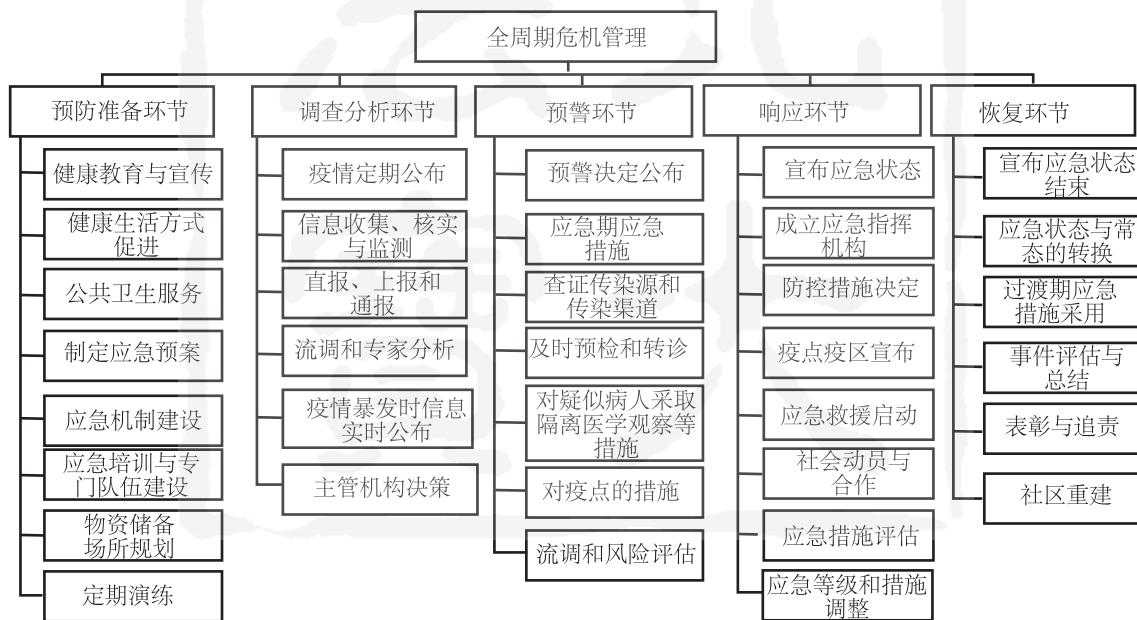 全周期危机管理
预防准备环节
健康教育与宣传
健康生活方式
促进
公共卫生服务
制定应急预案
应急机制建设
应急培训与专
门队伍建设
物资储备
场所规划
定期演练
调查分析环节
疫情定期公布
信息收集、核实
与监测
直报、上报和
通报
流调和专家分析
疫情暴发时信息
实时公布
主管机构决策
预警环节
预警决定公布
应急期应急
措施
查证传染源和
传染渠道
及时预检和转诊
对疑似病人采取
隔离医学观察等
措施
对疫点的措施
流调和风险评估
响应环节
宣布应急状态
成立应急指挥
机构
防控措施决定
疫点疫区宣布
应急救援启动
社会动员与
合作
应急措施评估
应急等级和措施
调整
恢复环节
宣布应急状态
结束
应急状态与常
态的转换
过渡期应急
措施采用
事件评估与
总结
表彰与追责
社区重建